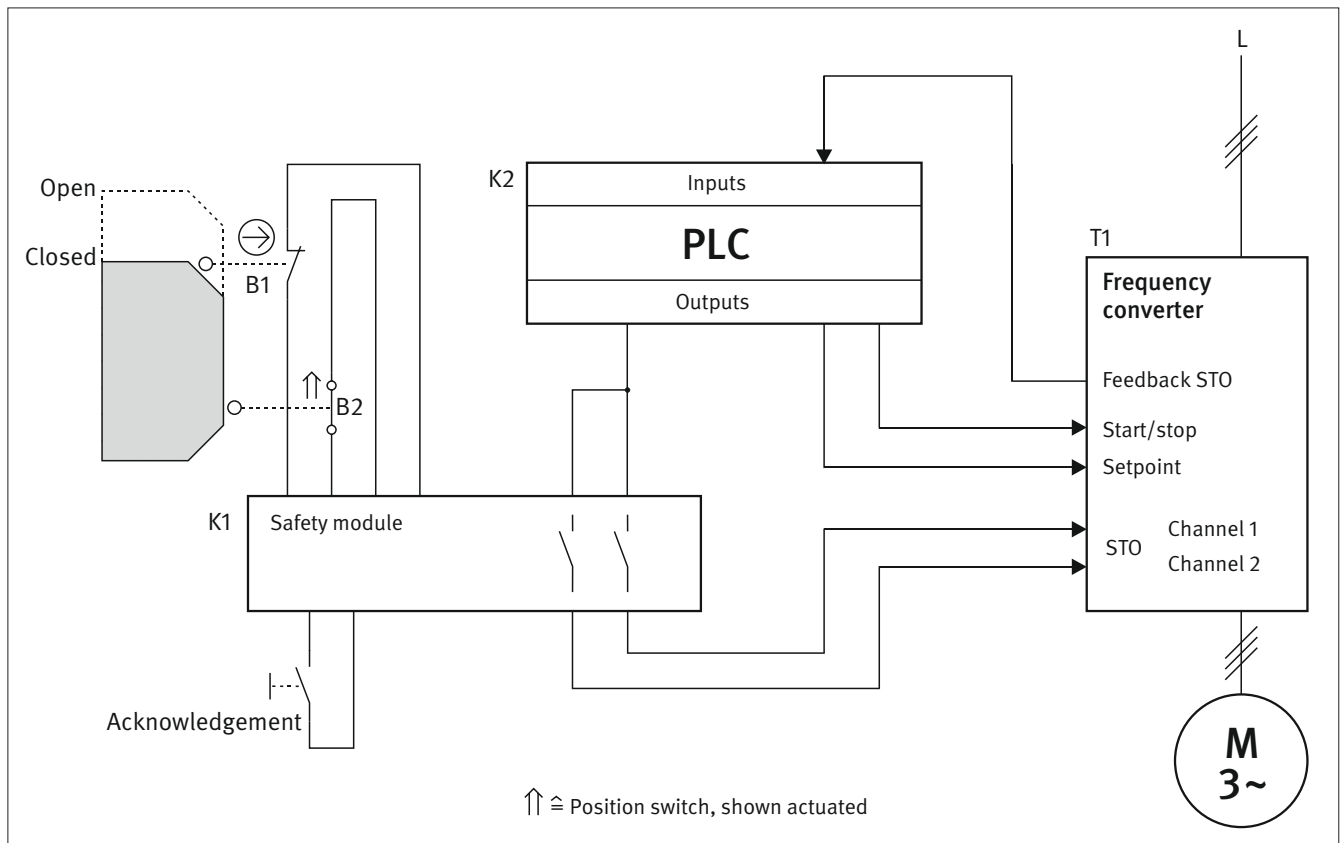 L
Open
Closed
B1
B2
K2
Inputs
PLC
Outputs
T1
Frequency
converter
Feedback STO
Start/stop
Setpoint
STO
Channel 1
Channel 2
K1
Safety module
Acknowledgement
M
3~
⇑ ≙ Position switch, shown actuated